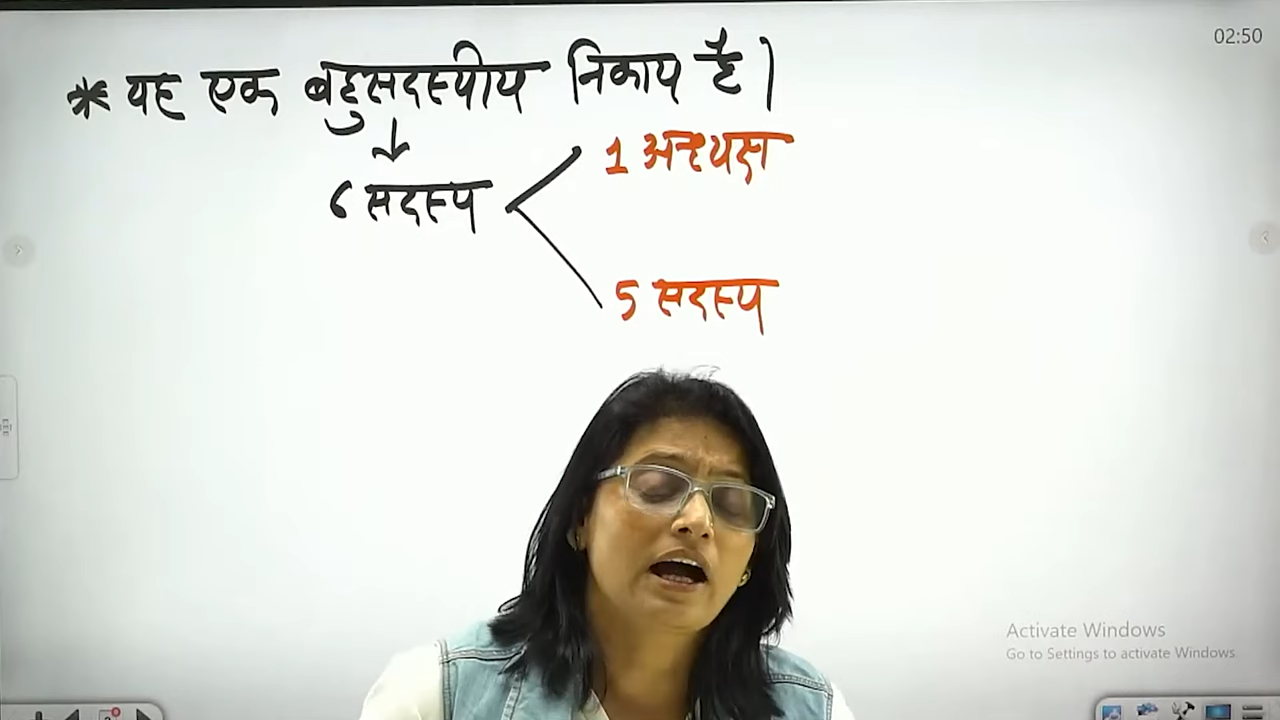 02:50
* यह एक बहुसदस्यीय निकाय है।
1 अध्यक्ष
6 सदस्य
5 सदस्य
Activate Windows
Go to Settings to activate Windows.